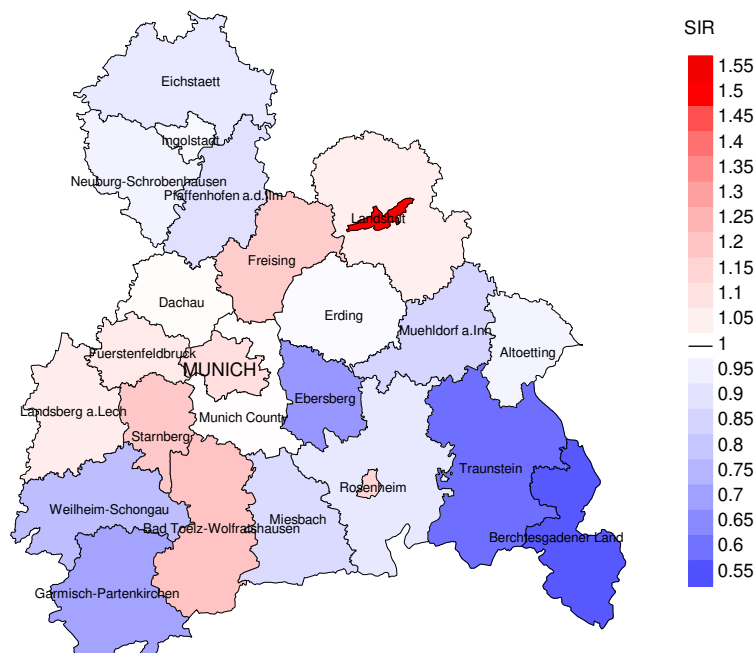 SIR
1.55
1.5
1.45
1.4
1.35
1.3
1.25
1.2
1.15
1.1
1.05
1
0.95
0.9
0.85
0.8
0.75
0.7
0.65
0.6
0.55
Eichstaett
Ingolstadt
Neuburg-Schrobenhausen
Pfaffenhofen a.d.Ilm
Landshut
Freising
Dachau
Erding
Muehldorf a.Inn
Altoetting
Fuerstenfeldbruck
MUNICH
Ebersberg
Landsberg a.Lech
Munich County
Starnberg
Traunstein
Rosenheim
Weilheim-Schongau
Miesbach
Bad Toelz-Wolfratshausen
Berchtesgadener Land
Garmisch-Partenkirchen